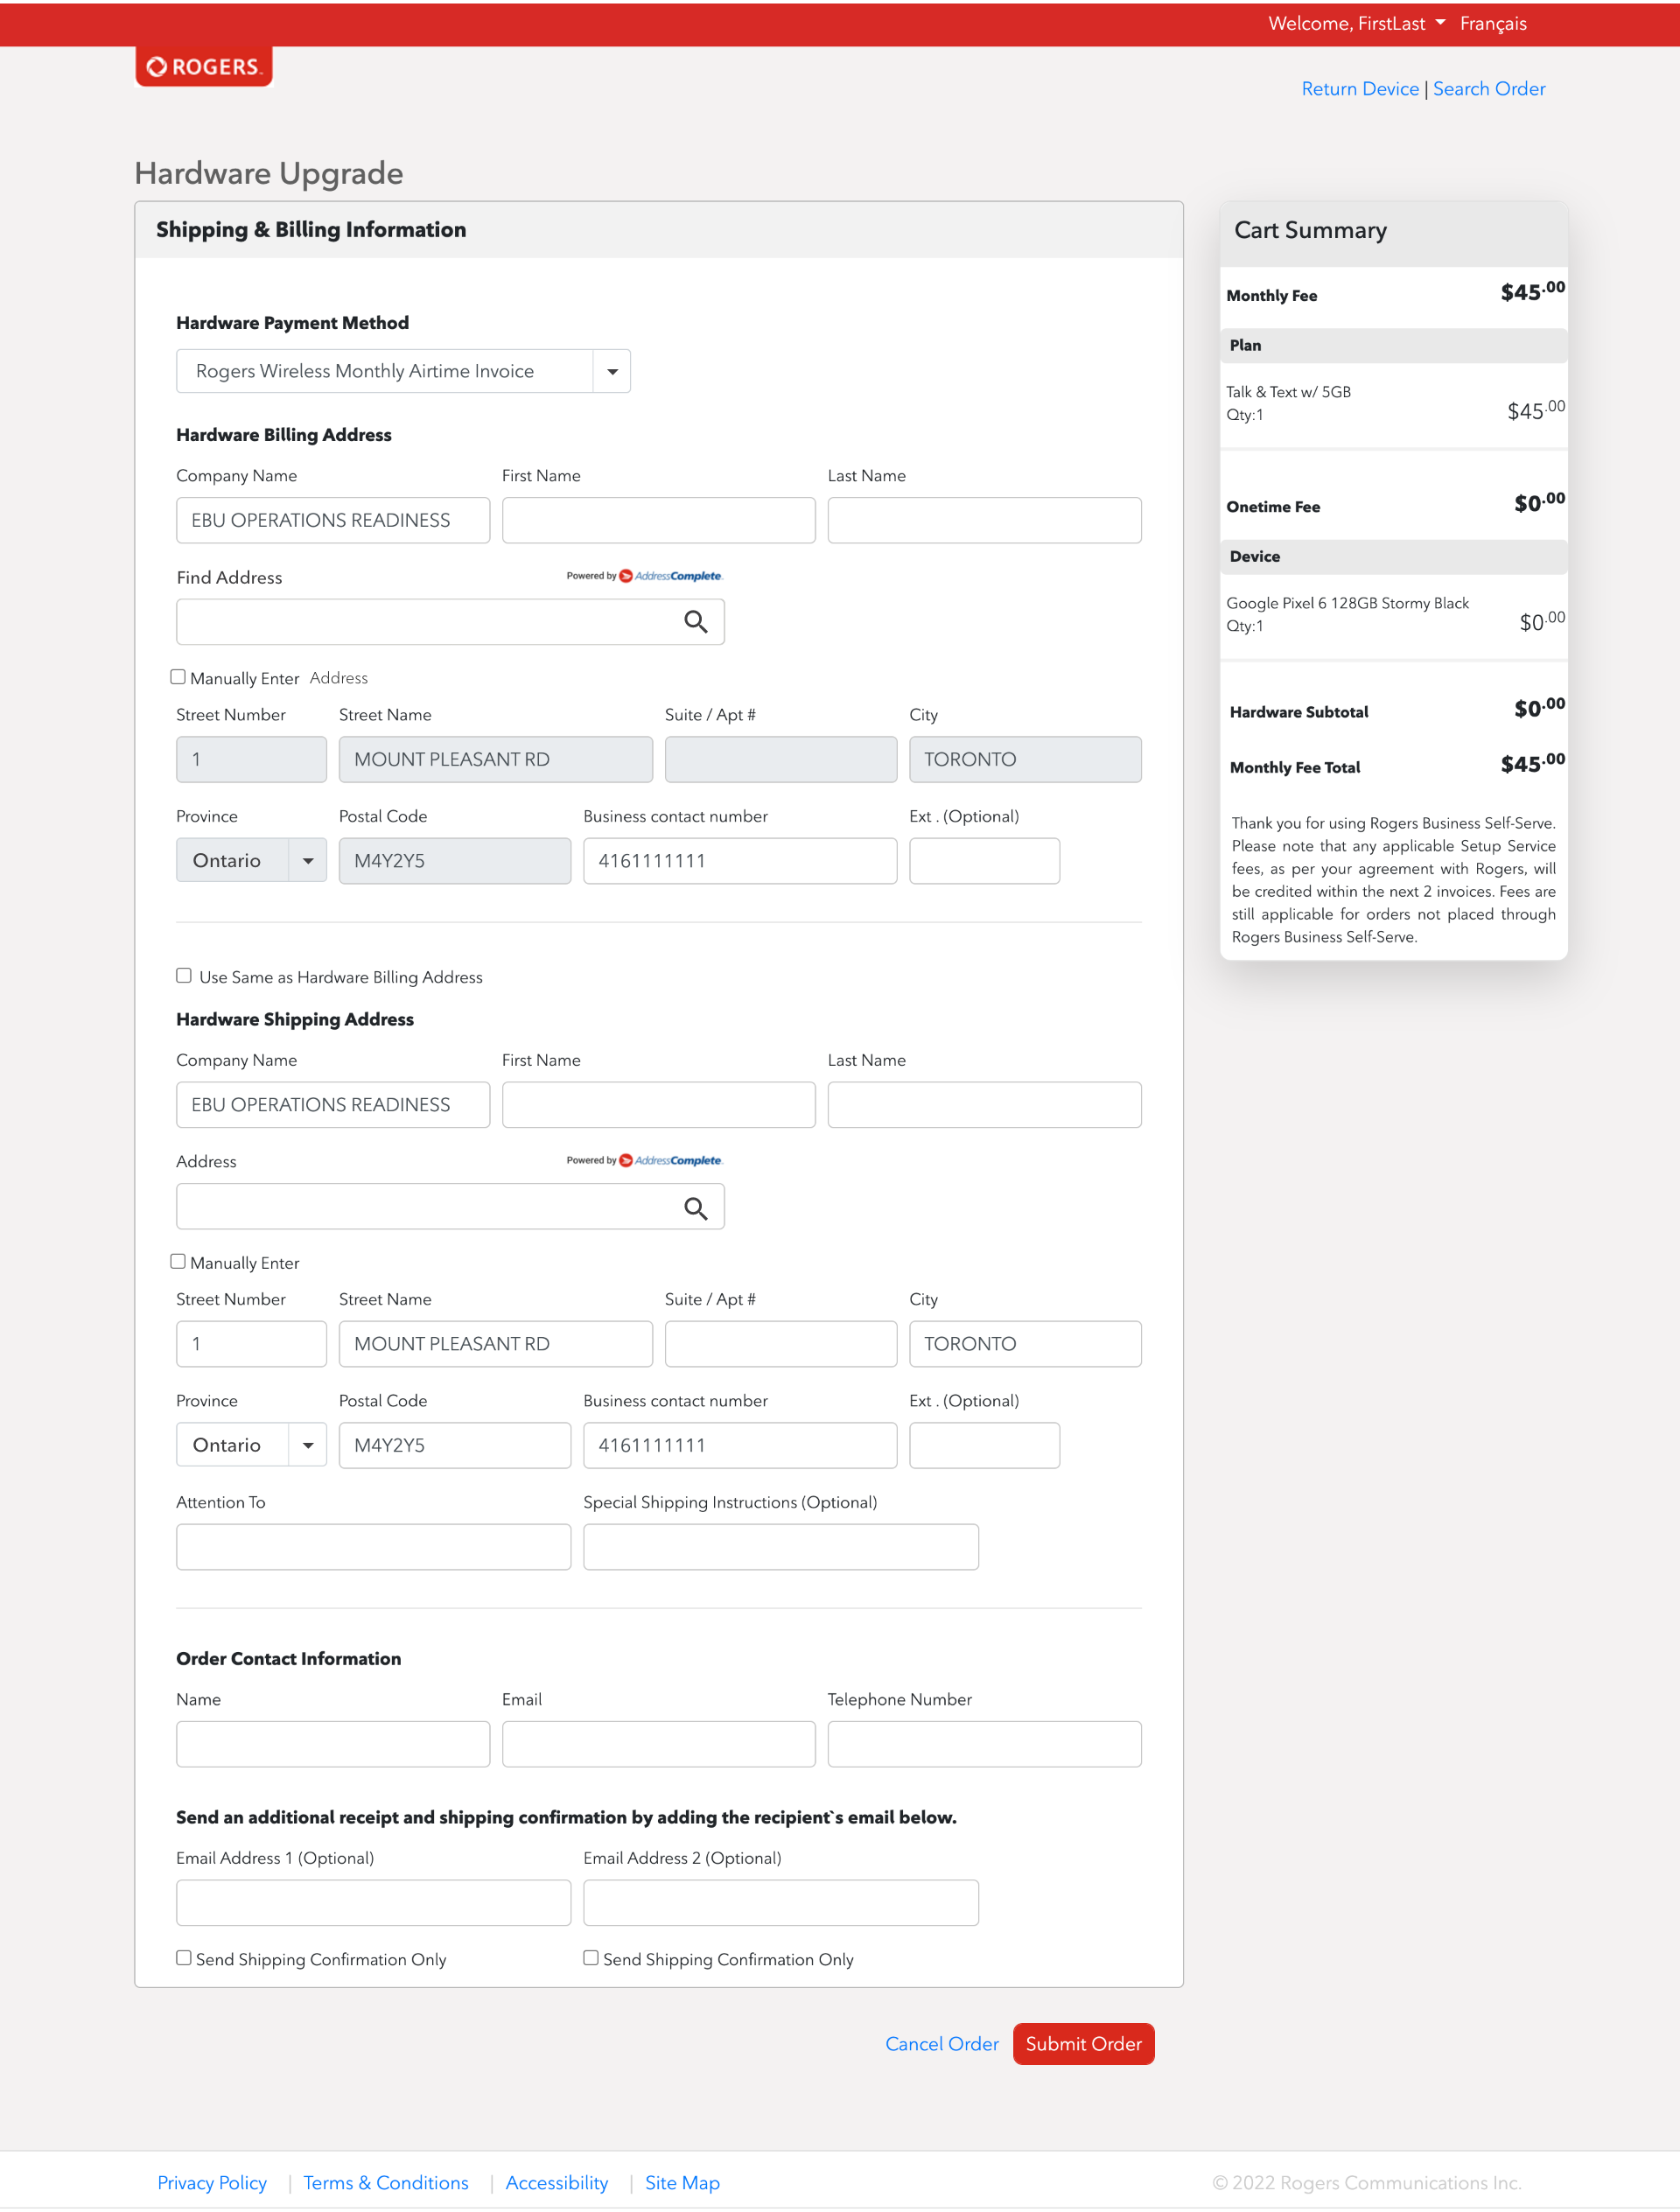 Welcome, FirstLast Français
ROGERS™
Return Device | Search Order
Hardware Upgrade
Shipping & Billing Information
Hardware Payment Method
Rogers Wireless Monthly Airtime Invoice
Hardware Billing Address
Company Name First Name Last Name
EBU OPERATIONS READINESS
Find Address Powered by AddressComplete
Manually Enter Address
Street Number Street Name Suite / Apt # City
1 MOUNT PLEASANT RD TORONTO
Province Postal Code Business contact number Ext . (Optional)
Ontario M4Y2Y5 4161111111
Use Same as Hardware Billing Address
Hardware Shipping Address
Company Name First Name Last Name
EBU OPERATIONS READINESS
Address Powered by AddressComplete
Manually Enter
Street Number Street Name Suite / Apt # City
1 MOUNT PLEASANT RD TORONTO
Province Postal Code Business contact number Ext . (Optional)
Ontario M4Y2Y5 4161111111
Attention To Special Shipping Instructions (Optional)
Order Contact Information
Name Email Telephone Number
Send an additional receipt and shipping confirmation by adding the recipient`s email below.
Email Address 1 (Optional) Email Address 2 (Optional)
Send Shipping Confirmation Only Send Shipping Confirmation Only
Cancel Order Submit Order
Cart Summary
Monthly Fee $45.00
Plan
Talk & Text w/ 5GB
Qty:1 $45.00
Onetime Fee $0.00
Device
Google Pixel 6 128GB Stormy Black
Qty:1 $0.00
Hardware Subtotal $0.00
Monthly Fee Total $45.00
Thank you for using Rogers Business Self-Serve.
Please note that any applicable Setup Service
fees, as per your agreement with Rogers, will
be credited within the next 2 invoices. Fees are
still applicable for orders not placed through
Rogers Business Self-Serve.
Privacy Policy | Terms & Conditions | Accessibility | Site Map © 2022 Rogers Communications Inc.